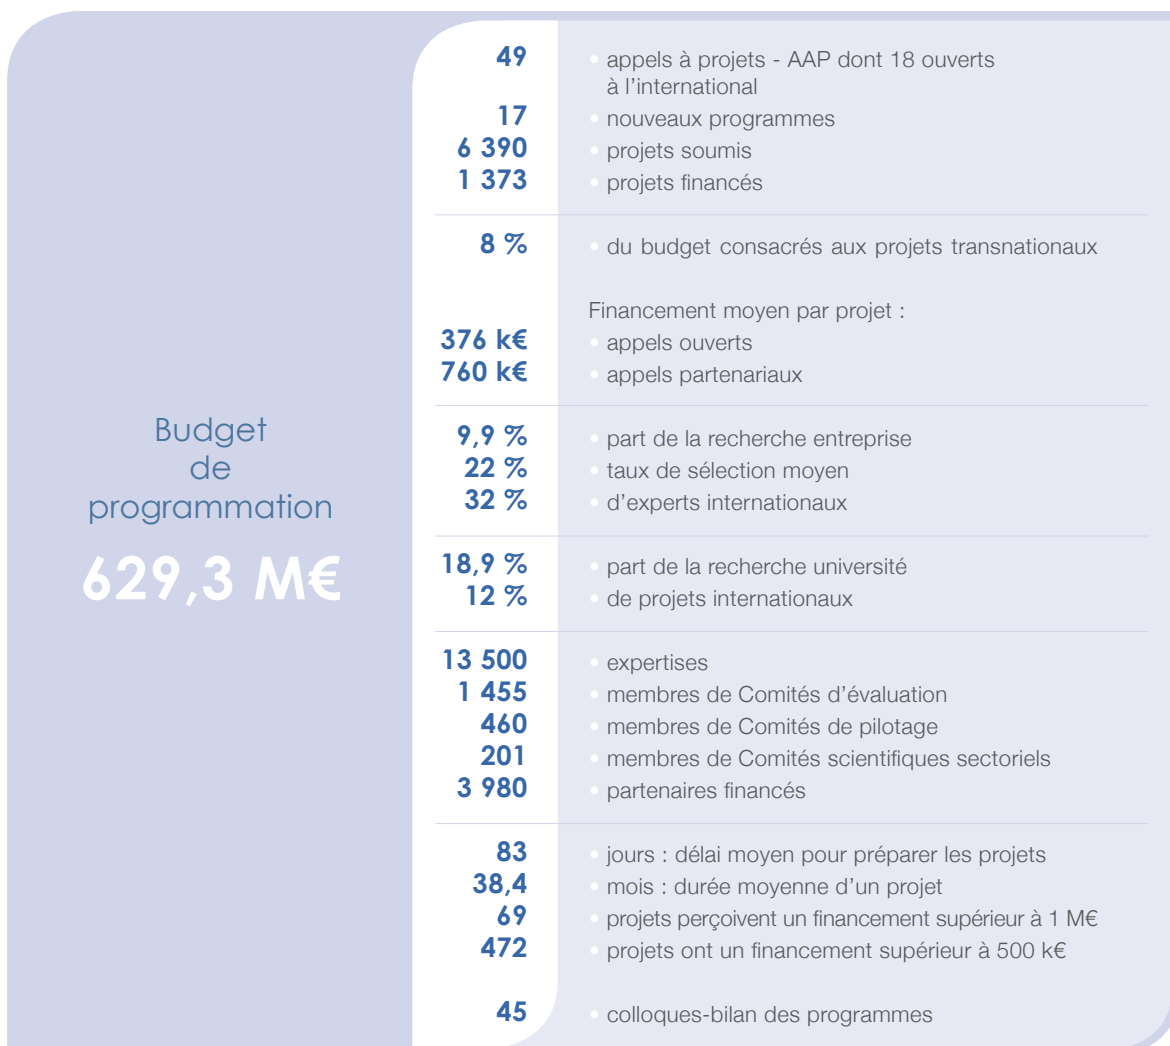 Budget
de
programmation
629,3 M€
49 • appels à projets - AAP dont 18 ouverts
à l'international
17 • nouveaux programmes
6 390 • projets soumis
1 373 • projets financés
8 % • du budget consacrés aux projets transnationaux
Financement moyen par projet :
376 k€ • appels ouverts
760 k€ • appels partenariaux
9,9 % • part de la recherche entreprise
22 % • taux de sélection moyen
32 % • d'experts internationaux
18,9 % • part de la recherche université
12 % • de projets internationaux
13 500 • expertises
1 455 • membres de Comités d'évaluation
460 • membres de Comités de pilotage
201 • membres de Comités scientifiques sectoriels
3 980 • partenaires financés
83 • jours : délai moyen pour préparer les projets
38,4 • mois : durée moyenne d'un projet
69 • projets perçoivent un financement supérieur à 1 M€
472 • projets ont un financement supérieur à 500 k€
45 • colloques-bilan des programmes